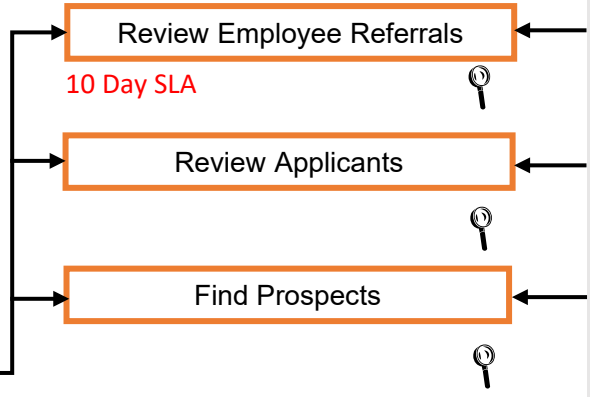 Review Employee Referrals
10 Day SLA
Review Applicants
Find Prospects